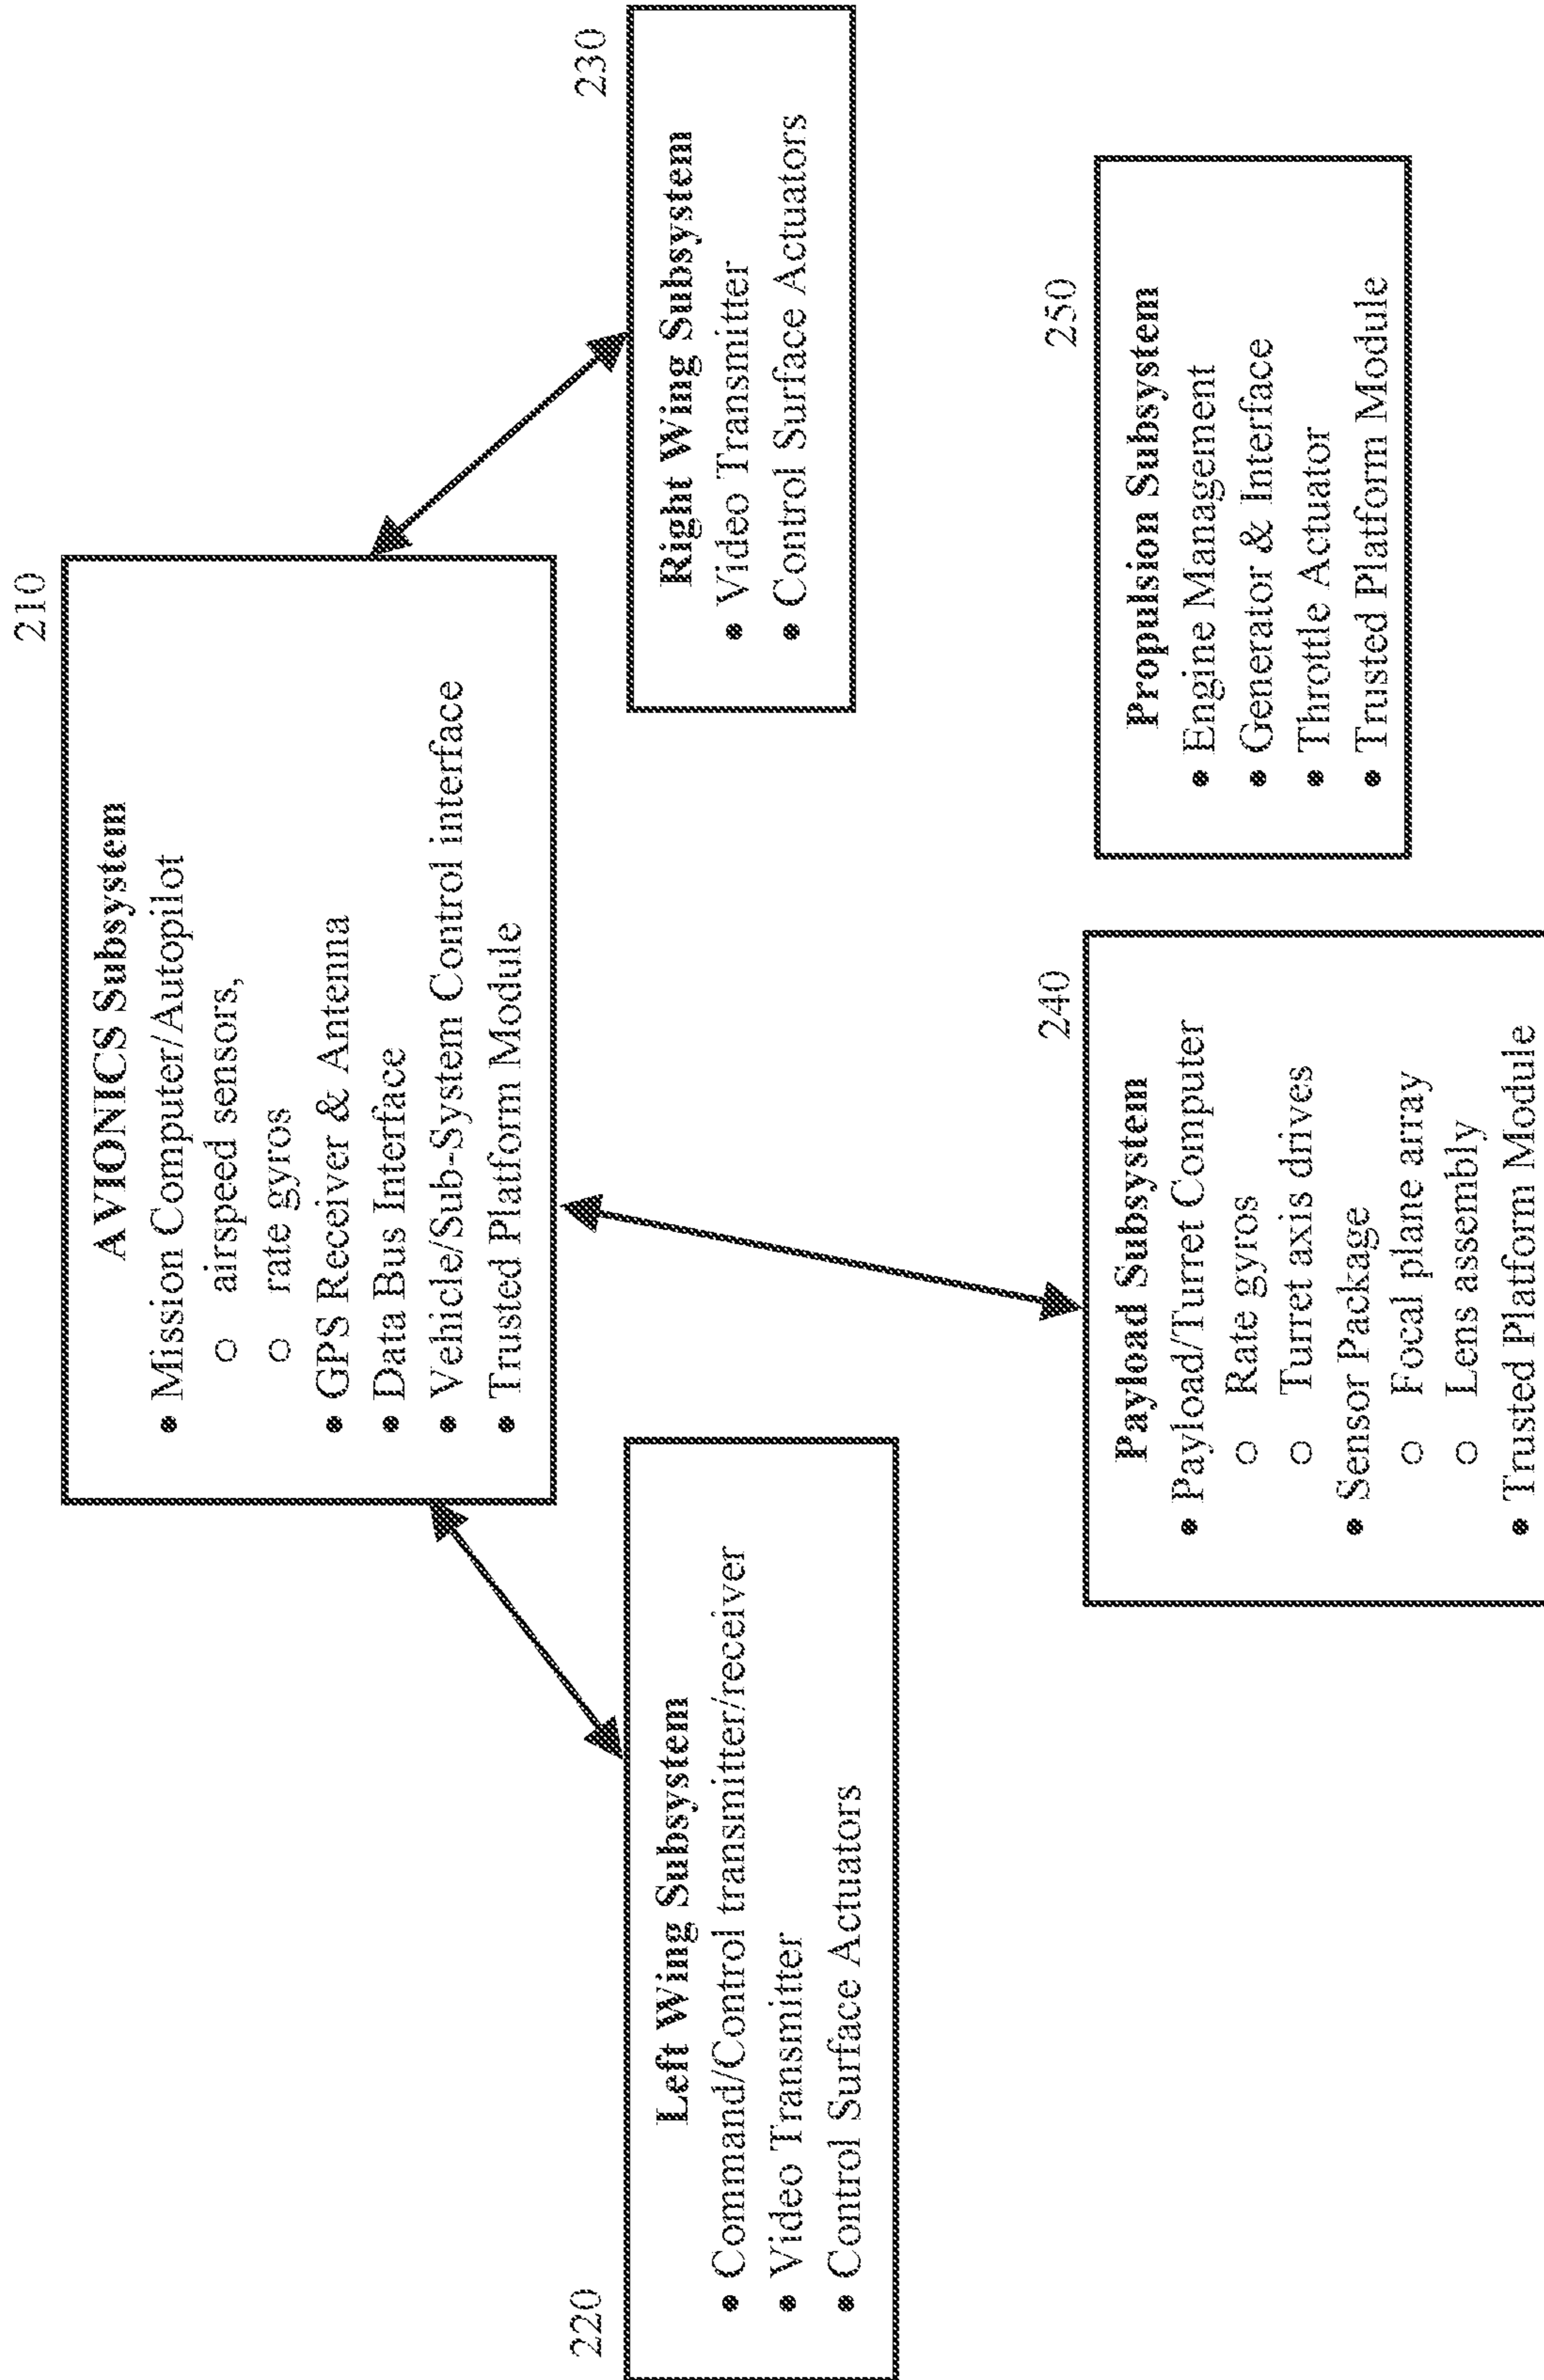 210
AVIONICS Subsystem
• Mission Computer/Autopilot
○ airspeed sensors,
○ rate gyros
• GPS Receiver & Antenna
• Data Bus Interface
• Vehicle/Sub-System Control interface
• Trusted Platform Module
220
Left Wing Subsystem
• Command/Control transmitter/receiver
• Video Transmitter
• Control Surface Actuators
230
Right Wing Subsystem
• Video Transmitter
• Control Surface Actuators
240
Payload Subsystem
• Payload/Turret Computer
○ Rate gyros
○ Turret axis drives
• Sensor Package
○ Focal plane array
○ Lens assembly
• Trusted Platform Module
250
Propulsion Subsystem
• Engine Management
• Generator & Interface
• Throttle Actuator
• Trusted Platform Module